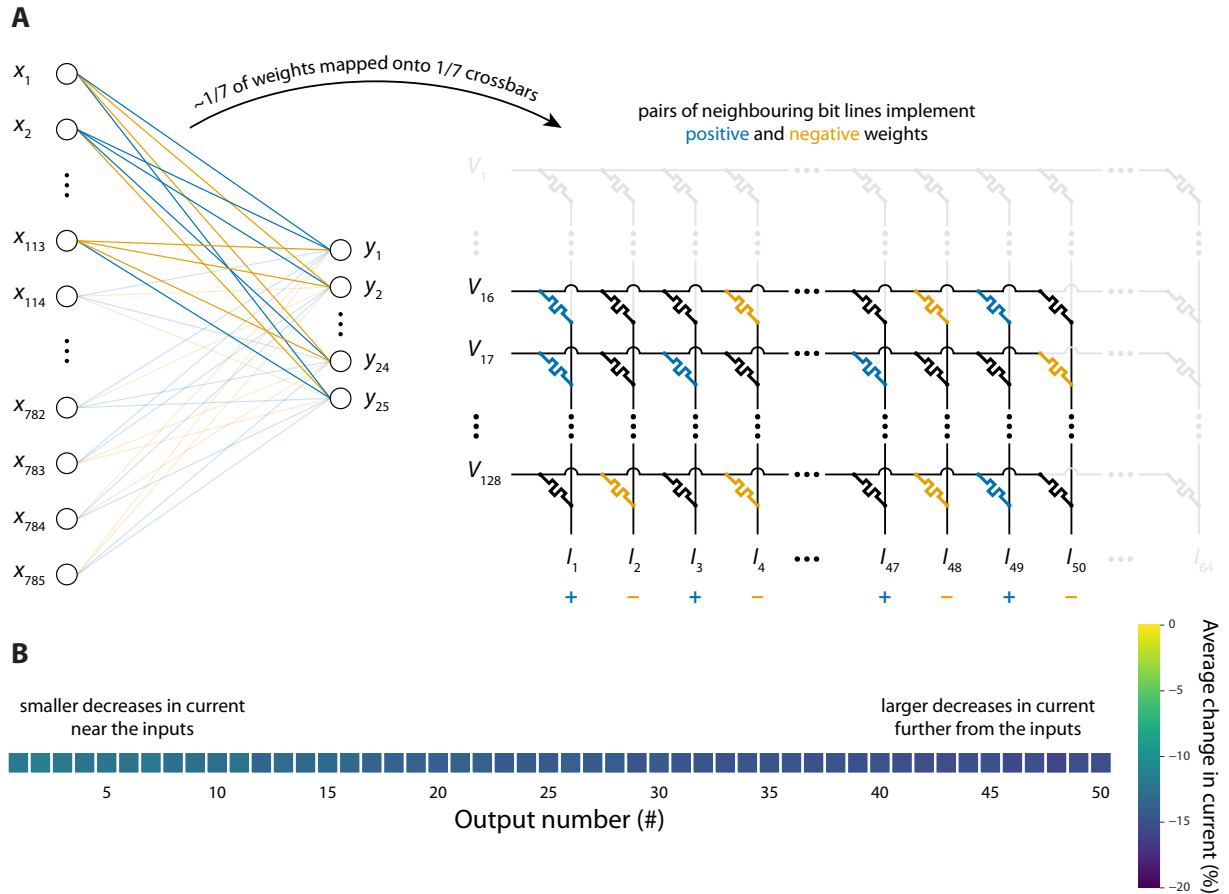 A
~1/7 of weights mapped onto 1/7 crossbars
pairs of neighbouring bit lines implement
positive and negative weights
x1
x2
x113
x114
x782
x783
x784
x785
y1
y2
y24
y25
V1
V16
V17
V128
I1 I2 I3 I4 I47 I48 I49 I50 I64
+ − + − + − + −
B
smaller decreases in current
near the inputs
larger decreases in current
further from the inputs
5 10 15 20 25 30 35 40 45 50
Output number (#)
0
−5
−10
−15
−20
Average change in current (%)